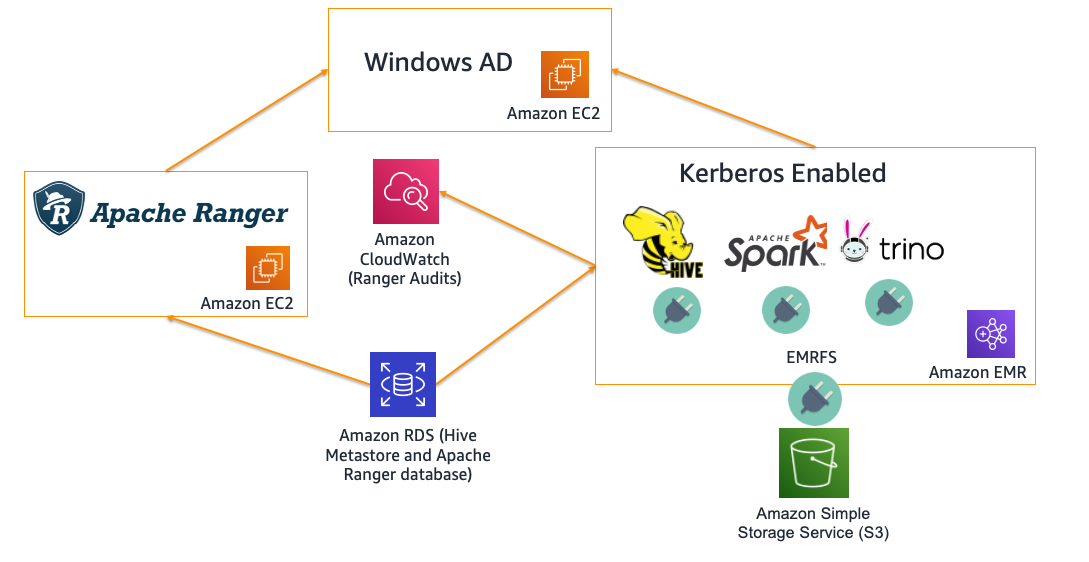 Windows AD
Amazon EC2
Kerberos Enabled
R
Apache Ranger
Amazon EC2
Amazon
CloudWatch
(Ranger Audits)
HIVE
APACHE
Spark™
trino
EMRFS
Amazon EMR
Amazon RDS (Hive
Metastore and Apache
Ranger database)
Amazon Simple
Storage Service (S3)